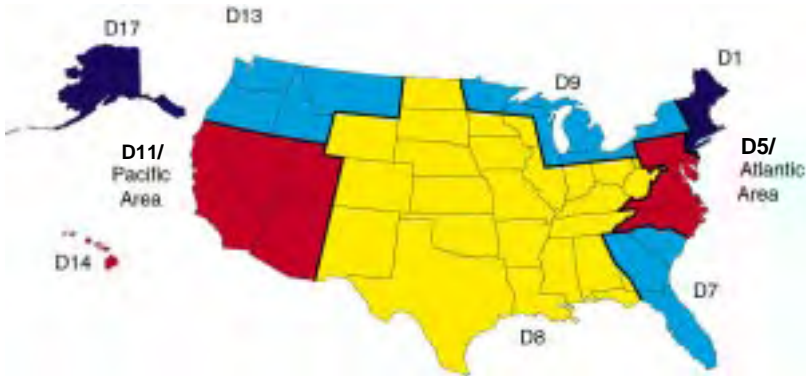 D13
D17
D1
D9
D11/
Pacific
Area
D5/
Atlantic
Area
D14
D7
D8